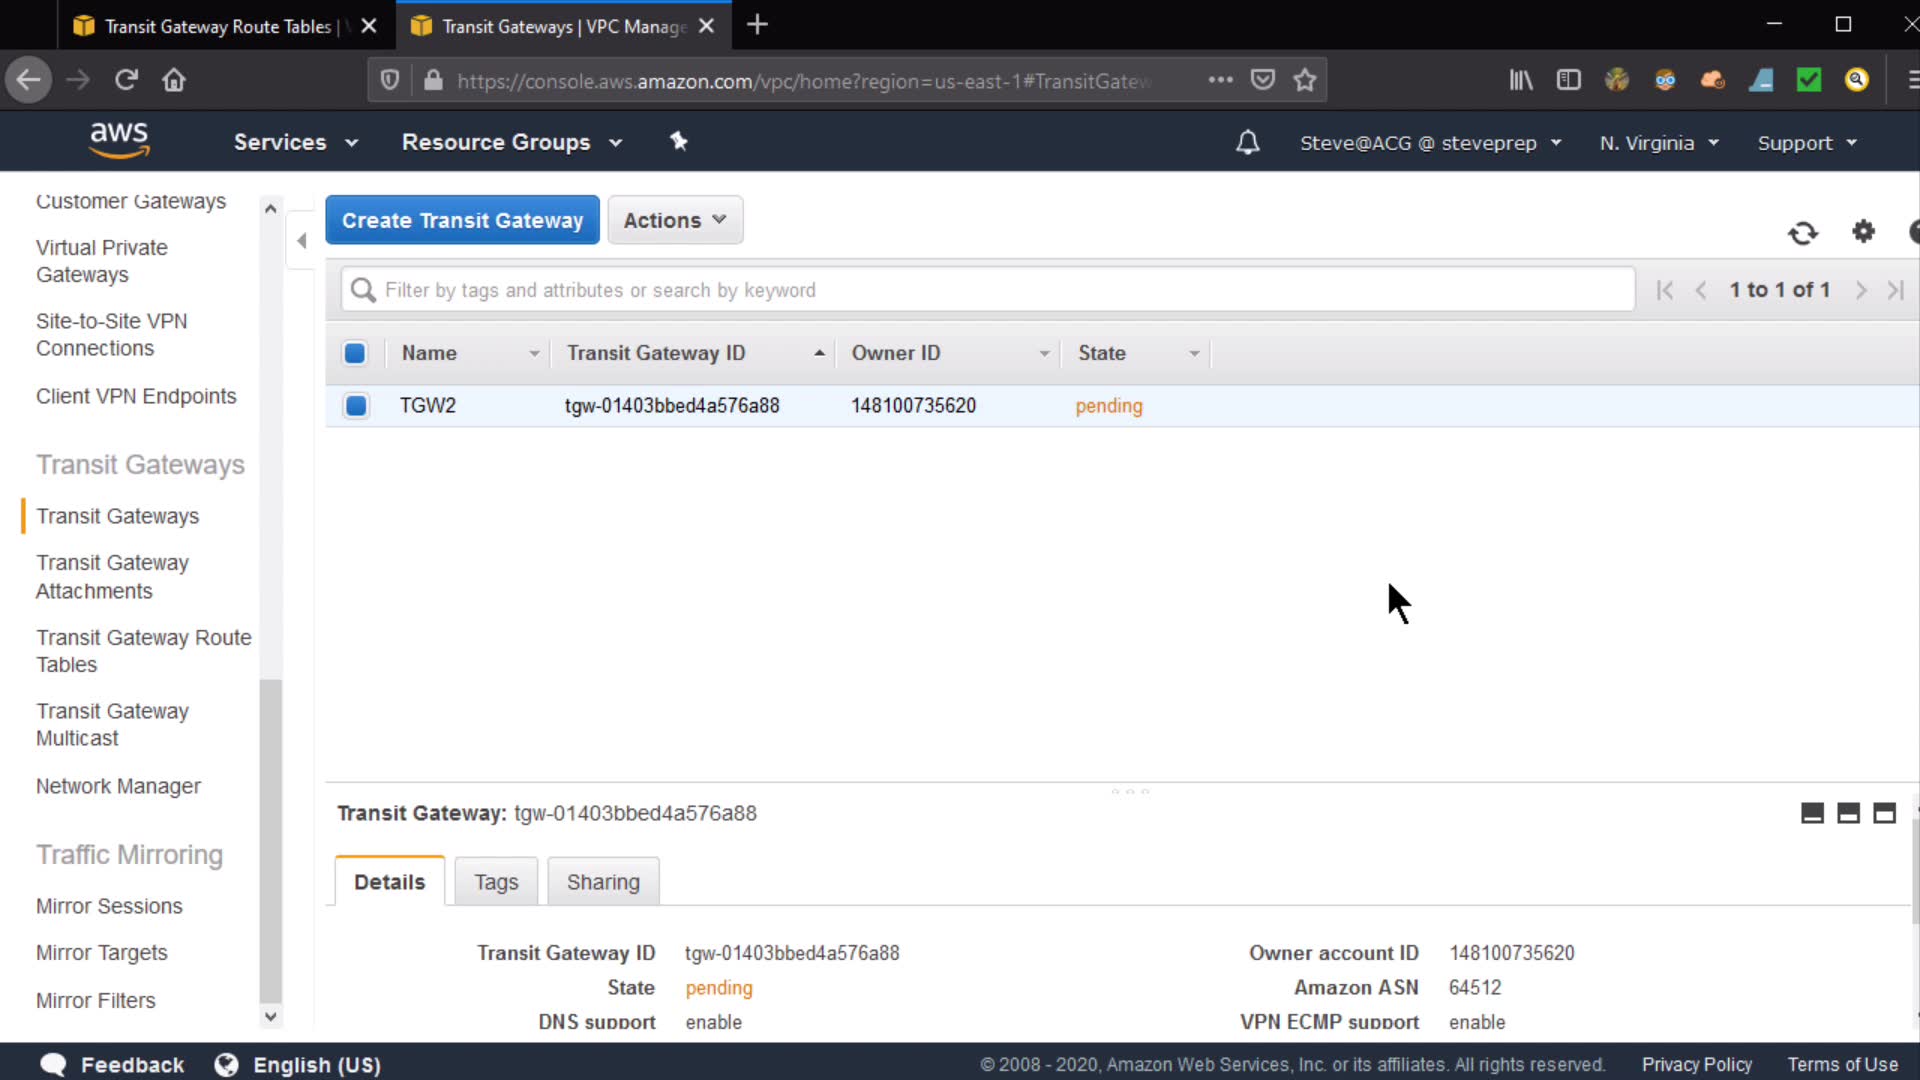 Transit Gateway Route Tables |
Transit Gateways | VPC Manage
https://console.aws.amazon.com/vpc/home?region=us-east-1#TransitGatew
aws
Services
Resource Groups
Steve@ACG @ steveprep
N. Virginia
Support
Customer Gateways
Virtual Private
Gateways
Site-to-Site VPN
Connections
Client VPN Endpoints
Transit Gateways
Transit Gateways
Transit Gateway
Attachments
Transit Gateway Route
Tables
Transit Gateway
Multicast
Network Manager
Traffic Mirroring
Mirror Sessions
Mirror Targets
Mirror Filters
Create Transit Gateway
Actions
Filter by tags and attributes or search by keyword
1 to 1 of 1
Name
Transit Gateway ID
Owner ID
State
TGW2
tgw-01403bbed4a576a88
148100735620
pending
Transit Gateway: tgw-01403bbed4a576a88
Details
Tags
Sharing
Transit Gateway ID tgw-01403bbed4a576a88
Owner account ID 148100735620
State pending
Amazon ASN 64512
DNS support enable
VPN ECMP support enable
Feedback
English (US)
© 2008 - 2020, Amazon Web Services, Inc. or its affiliates. All rights reserved.
Privacy Policy
Terms of Use